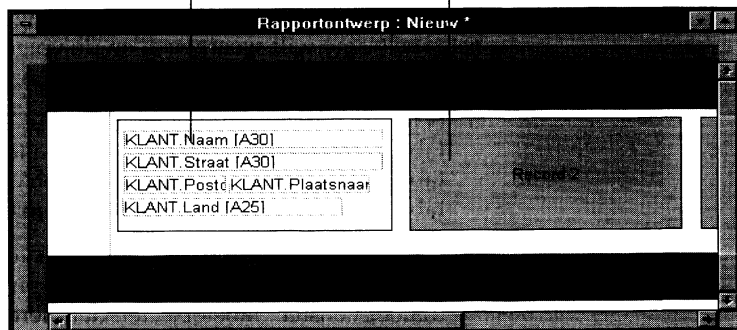 Rapportontwerp : Nieuw *
KLANT.Naam [A30]
KLANT.Straat [A30]
KLANT.Postc KLANT.Plaatsnaar
KLANT.Land [A25]
Record 2